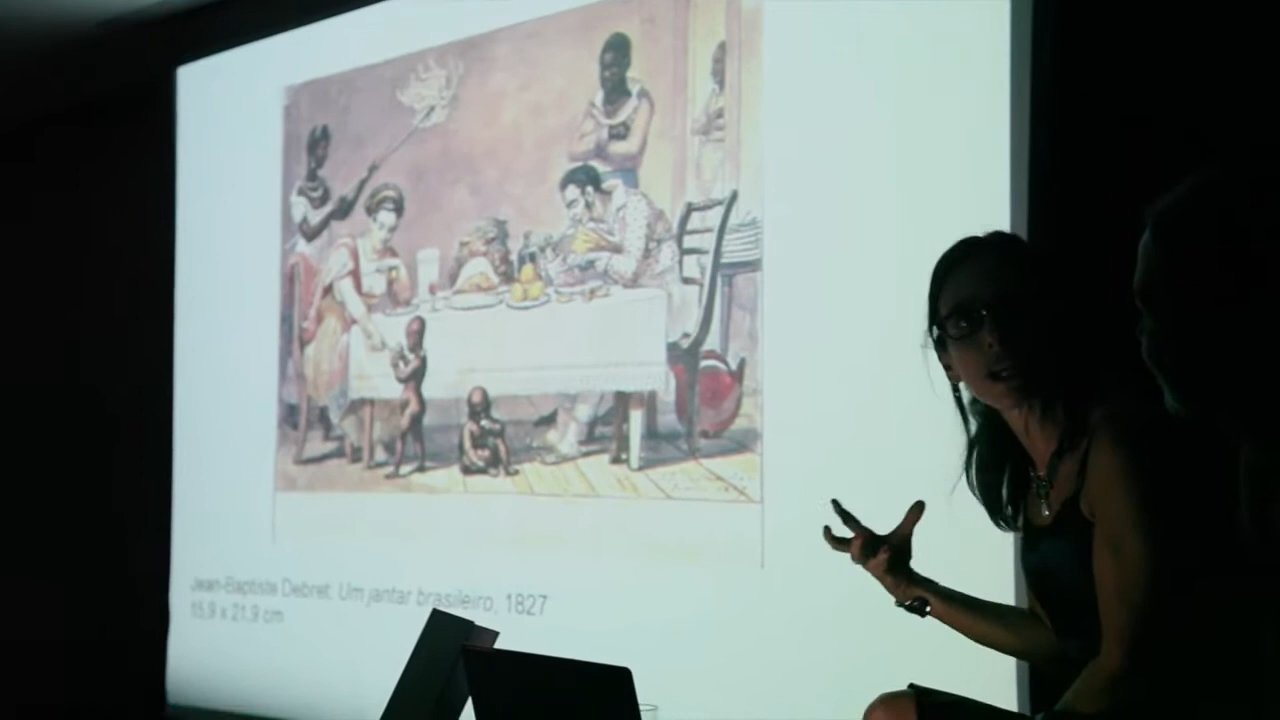 Jean-Baptiste Debret: Um jantar brasileiro, 1827
15,9 x 21,9 cm